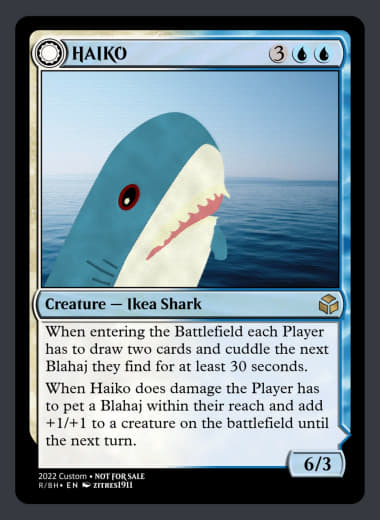 HAIKO 3
Creature — Ikea Shark
When entering the Battlefield each Player
has to draw two cards and cuddle the next
Blahaj they find for at least 30 seconds.
When Haiko does damage the Player has
to pet a Blahaj within their reach and add
+1/+1 to a creature on the battlefield until
the next turn.
6/3
2022 Custom • NOT FOR SALE
R/BH • EN ZITRES1911